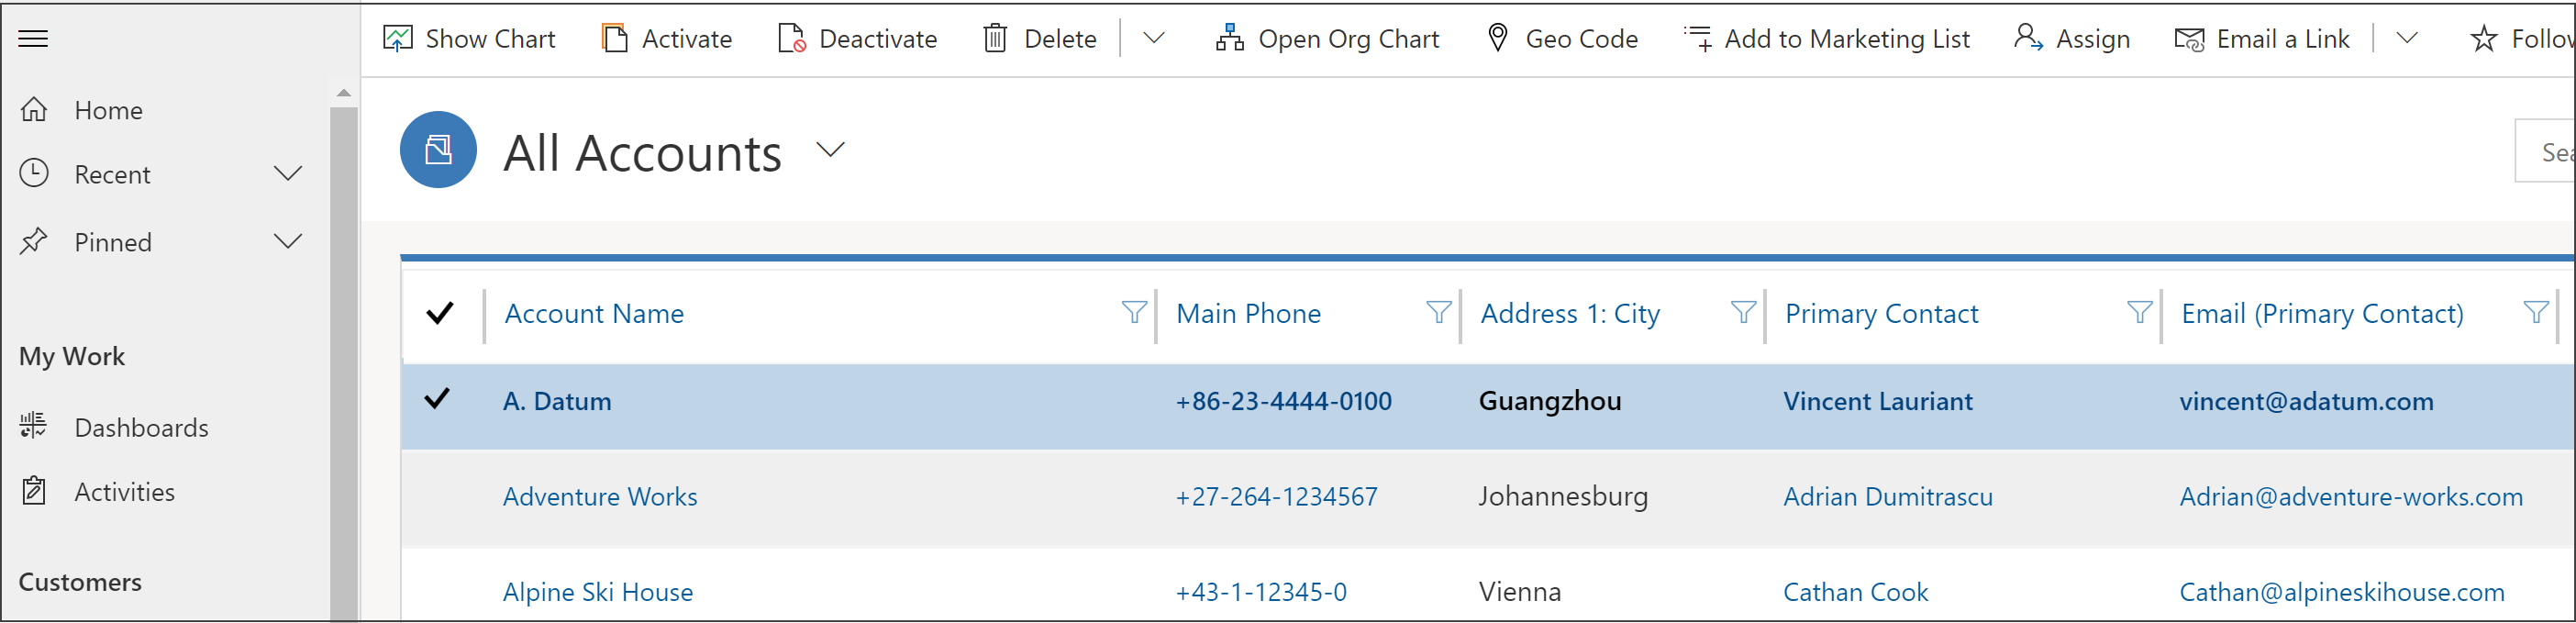 Show Chart Activate Deactivate Delete Open Org Chart Geo Code Add to Marketing List Assign Email a Link
Home
Recent
Pinned
My Work
Dashboards
Activities
Customers
All Accounts
Account Name Main Phone Address 1: City Primary Contact Email (Primary Contact)
A. Datum +86-23-4444-0100 Guangzhou Vincent Lauriant vincent@adatum.com
Adventure Works +27-264-1234567 Johannesburg Adrian Dumitrascu Adrian@adventure-works.com
Alpine Ski House +43-1-12345-0 Vienna Cathan Cook Cathan@alpineskihouse.com